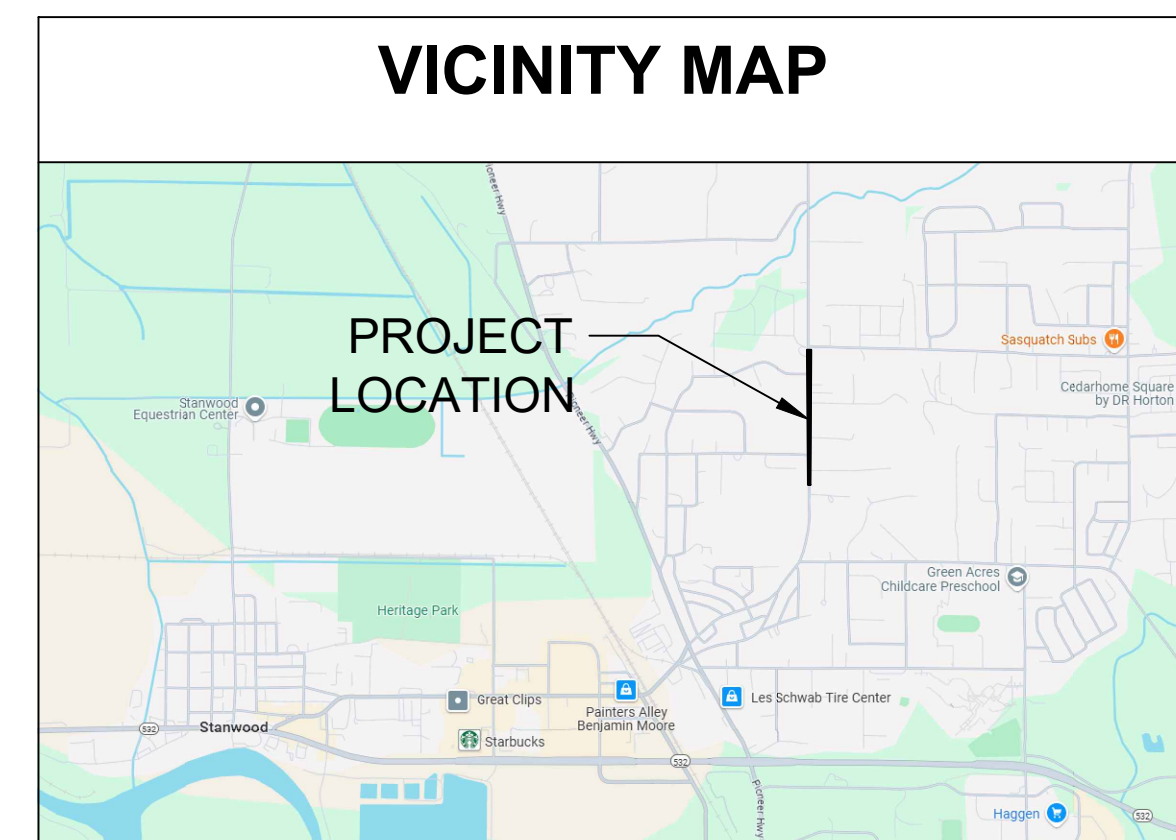 VICINITY MAP
Pioneer Hwy
PROJECT
LOCATION
Sasquatch Subs
Cedarhome Square
by DR Horton
Stanwood
Equestrian Center
Pioneer Hwy
Green Acres
Childcare Preschool
Heritage Park
Great Clips
Painters Alley
Benjamin Moore
Les Schwab Tire Center
532
Stanwood
Starbucks
532
Pioneer Hwy
Haggen
532